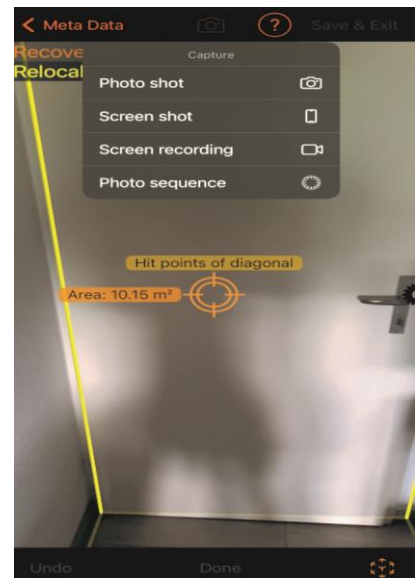 Meta Data ? Save & Exit
Recove
Capture
Relocal
Photo shot
Screen shot
Screen recording
Photo sequence
Hit points of diagonal
Area: 10.15 m²
Undo Done